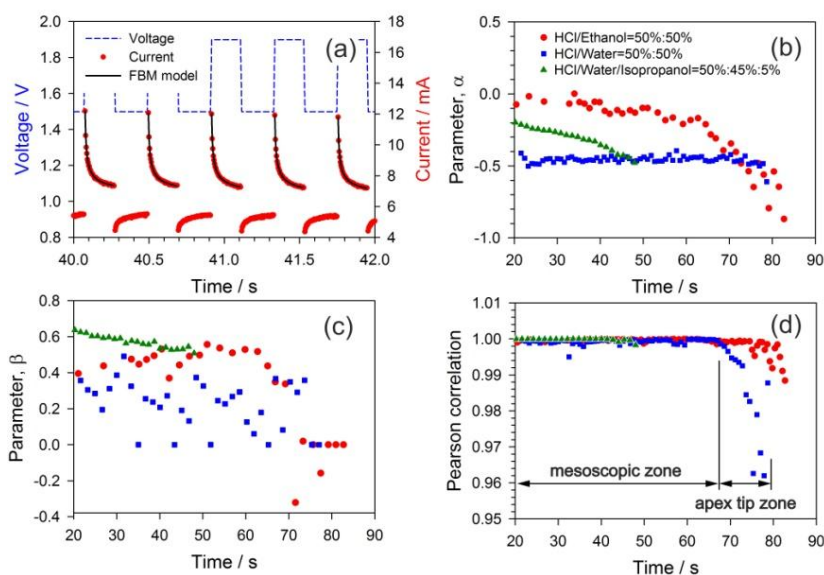 (a)
Voltage
Current
FBM model
Voltage / V
2.0
1.8
1.6
1.4
1.2
1.0
0.8
Current / mA
18
16
14
12
10
8
6
4
40.0 40.5 41.0 41.5 42.0
Time / s
(b)
HCl/Ethanol=50%:50%
HCl/Water=50%:50%
HCl/Water/Isopropanol=50%:45%:5%
Parameter, α
0.5
0.0
-0.5
-1.0
20 30 40 50 60 70 80 90
Time / s
(c)
Parameter, β
0.8
0.6
0.4
0.2
0.0
-0.2
-0.4
20 30 40 50 60 70 80 90
Time / s
(d)
Pearson correlation
1.01
1.00
0.99
0.98
0.97
0.96
0.95
mesoscopic zone
apex tip zone
20 30 40 50 60 70 80 90
Time / s